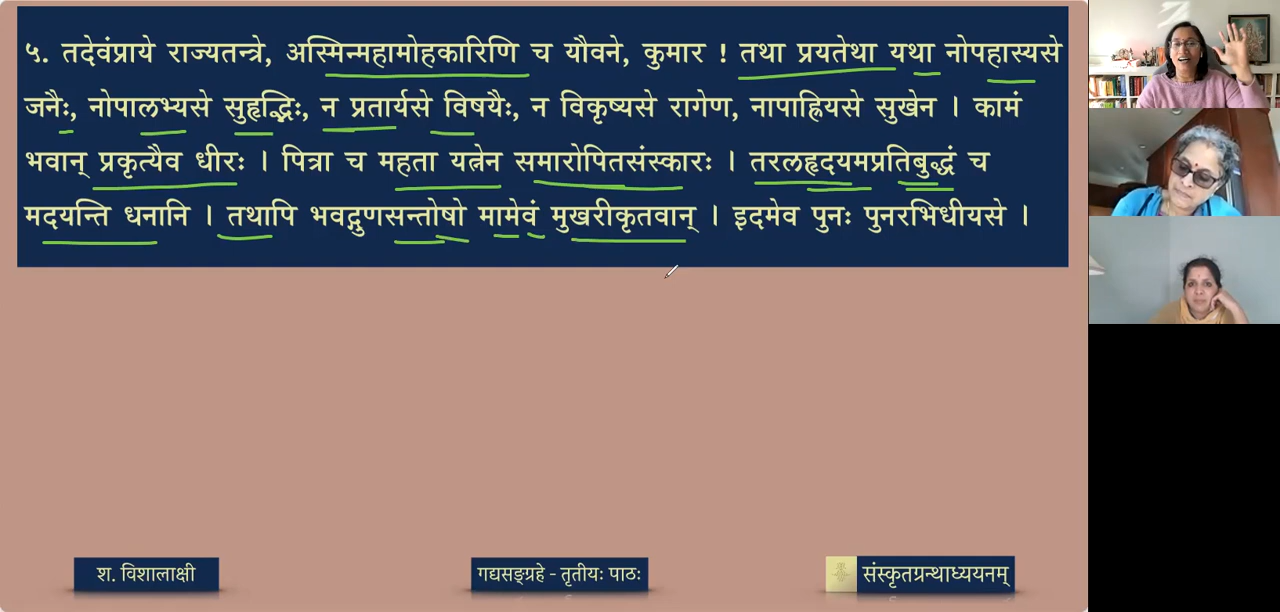 ५. तदेवंप्राये राज्यतन्त्रे, अस्मिन्महामोहकारिणि च यौवने, कुमार ! तथा प्रयतेथा यथा नोपहास्यसे
जनैः, नोपालभ्यसे सुहृद्भिः, न प्रतार्यसे विषयैः, न विकृष्यसे रागेण, नापाह्रियसे सुखेन । कामं
भवान् प्रकृत्यैव धीरः । पित्रा च महता यत्नेन समारोपितसंस्कारः । तरलहृदयमप्रतिबुद्धं च
मदयन्ति धनानि । तथापि भवद्गुणसन्तोषो मामेवं मुखरीकृतवान् । इदमेव पुनः पुनरभिधीयसे ।
श. विशालाक्षी
गद्यसङ्ग्रहे - तृतीयः पाठः
संस्कृतग्रन्थाध्ययनम्